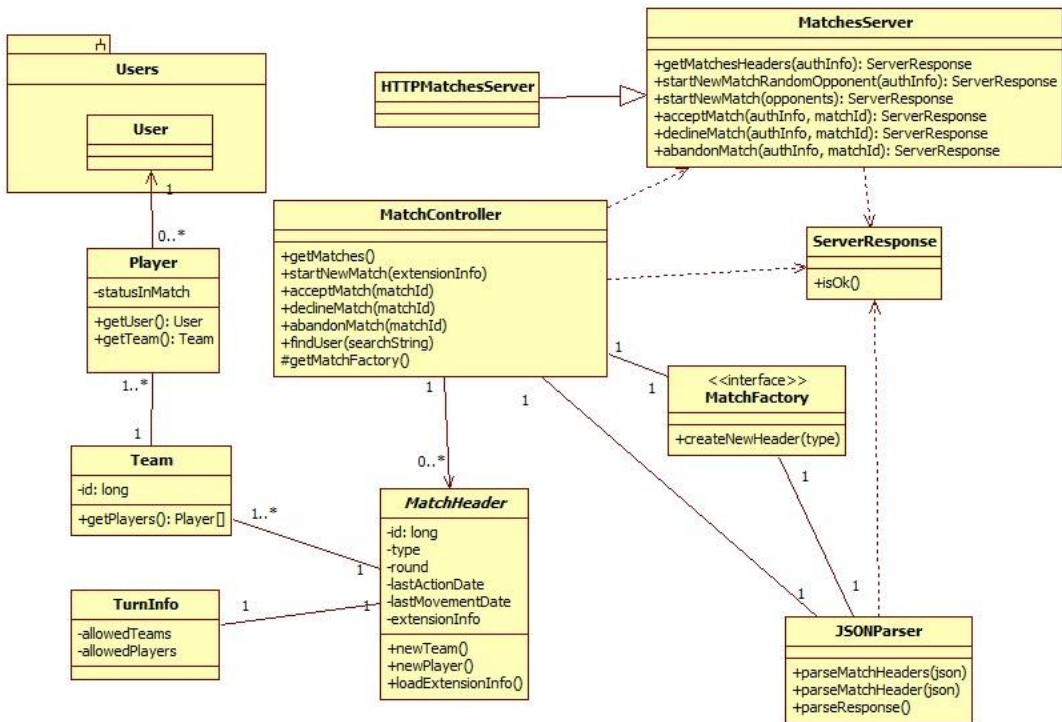 Users
User
1
0..*
Player
-statusInMatch
+getUser(): User
+getTeam(): Team
1..*
1
Team
-id: long
+getPlayers(): Player[]
1..*
1
TurnInfo
-allowedTeams
-allowedPlayers
1
1
HTTPMatchesServer
MatchesServer
+getMatchesHeaders(authInfo): ServerResponse
+startNewMatchRandomOpponent(authInfo): ServerResponse
+startNewMatch(opponents): ServerResponse
+acceptMatch(authInfo, matchId): ServerResponse
+declineMatch(authInfo, matchId): ServerResponse
+abandonMatch(authInfo, matchId): ServerResponse
MatchController
+getMatches()
+startNewMatch(extensionInfo)
+acceptMatch(matchId)
+declineMatch(matchId)
+abandonMatch(matchId)
+findUser(searchString)
#getMatchFactory()
ServerResponse
+isOk()
1
1
1
1
<<interface>>
MatchFactory
+createNewHeader(type)
1
0..*
MatchHeader
-id: long
-type
-round
-lastActionDate
-lastMovementDate
-extensionInfo
+newTeam()
+newPlayer()
+loadExtensionInfo()
1
1
JSONParser
+parseMatchHeaders(json)
+parseMatchHeader(json)
+parseResponse()